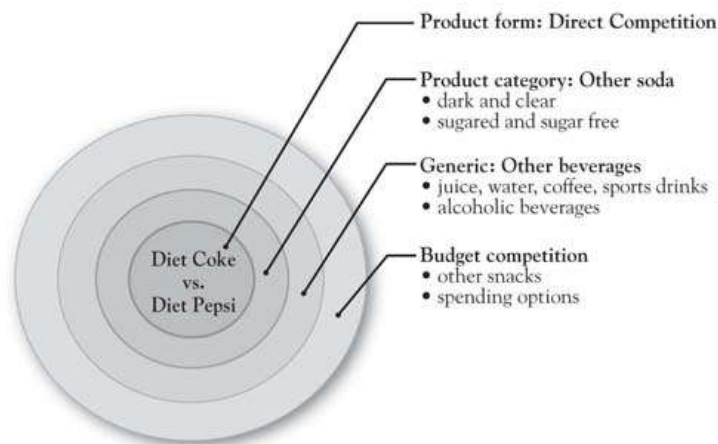 Product form: Direct Competition
Product category: Other soda
• dark and clear
• sugared and sugar free
Generic: Other beverages
• juice, water, coffee, sports drinks
• alcoholic beverages
Budget competition
• other snacks
• spending options
Diet Coke
vs.
Diet Pepsi